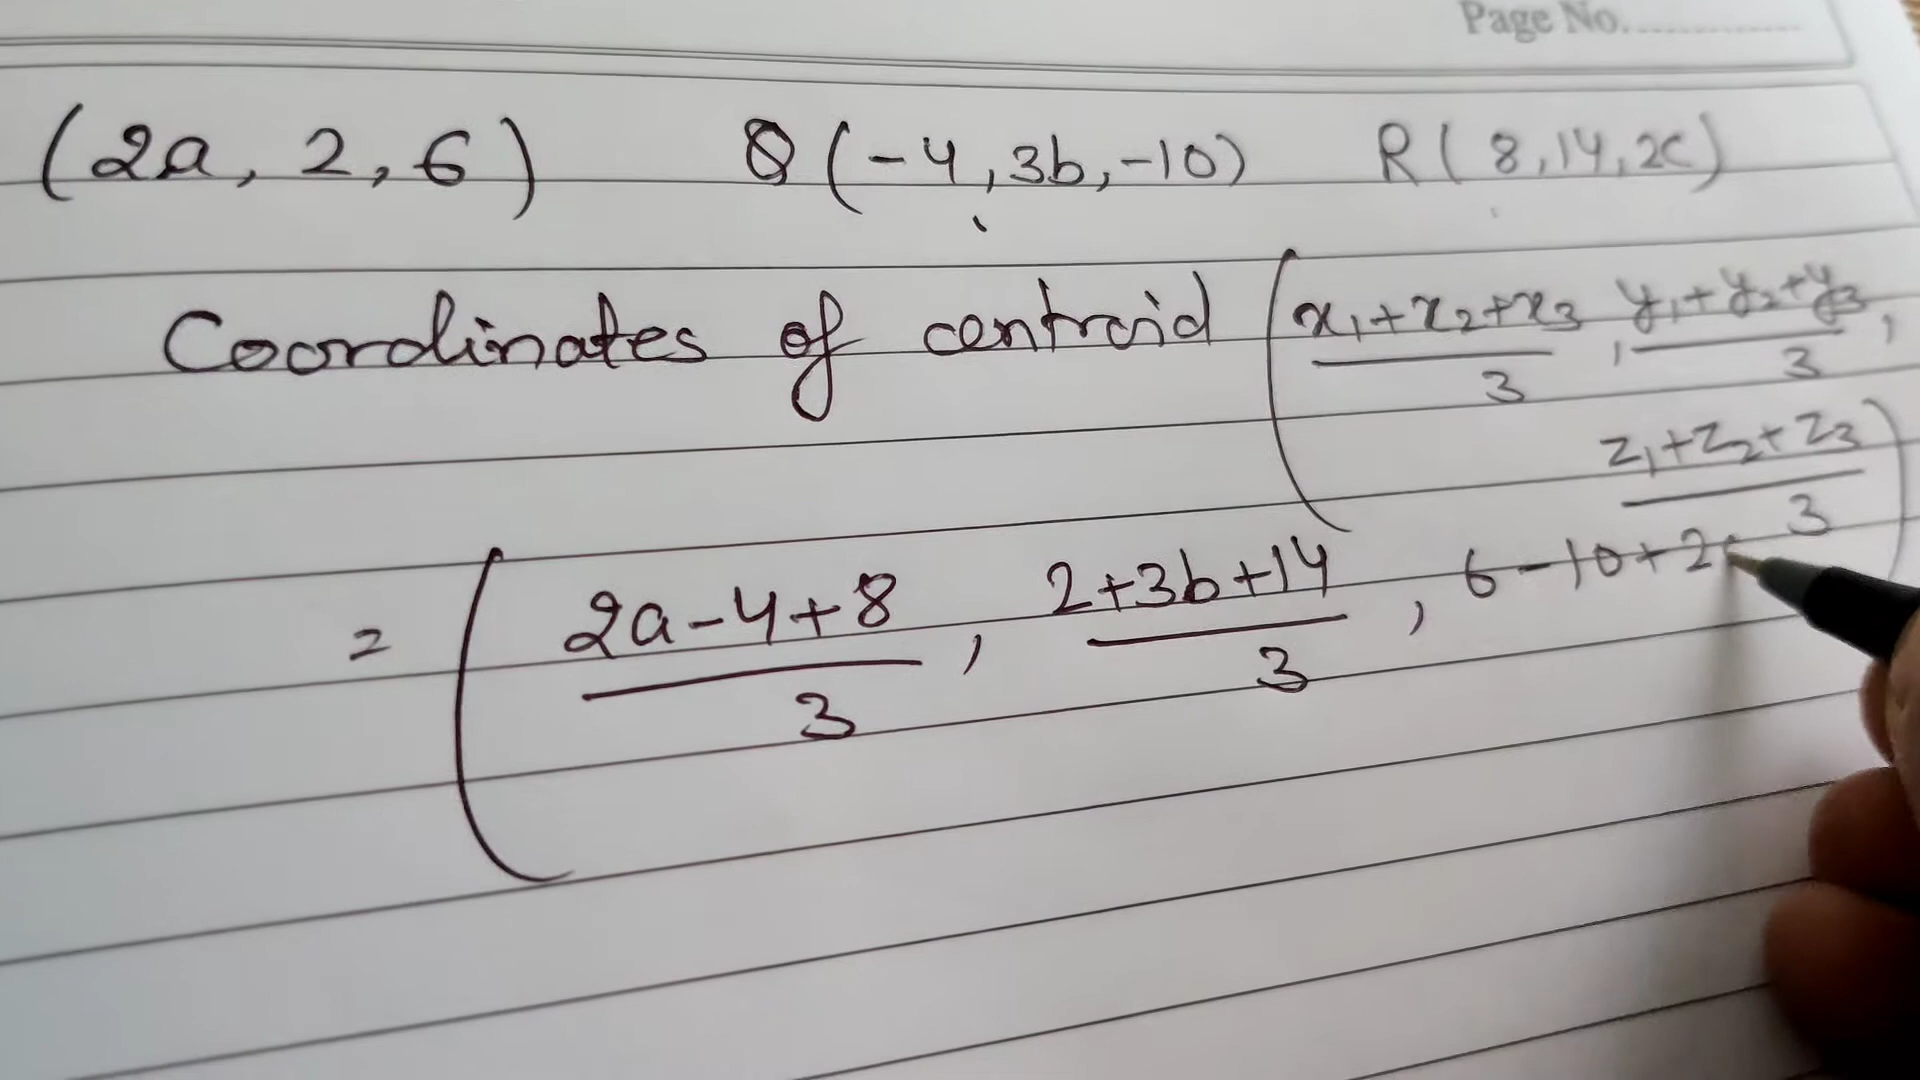 Page No. ................
(2a, 2, 6) Q(-4, 3b, -10) R(8, 14, 2c)
Coordinates of centroid (x₁+x₂+x₃/3, y₁+y₂+y₃/3,
z₁+z₂+z₃/3)
= (2a-4+8/3, 2+3b+14/3, 6-10+2